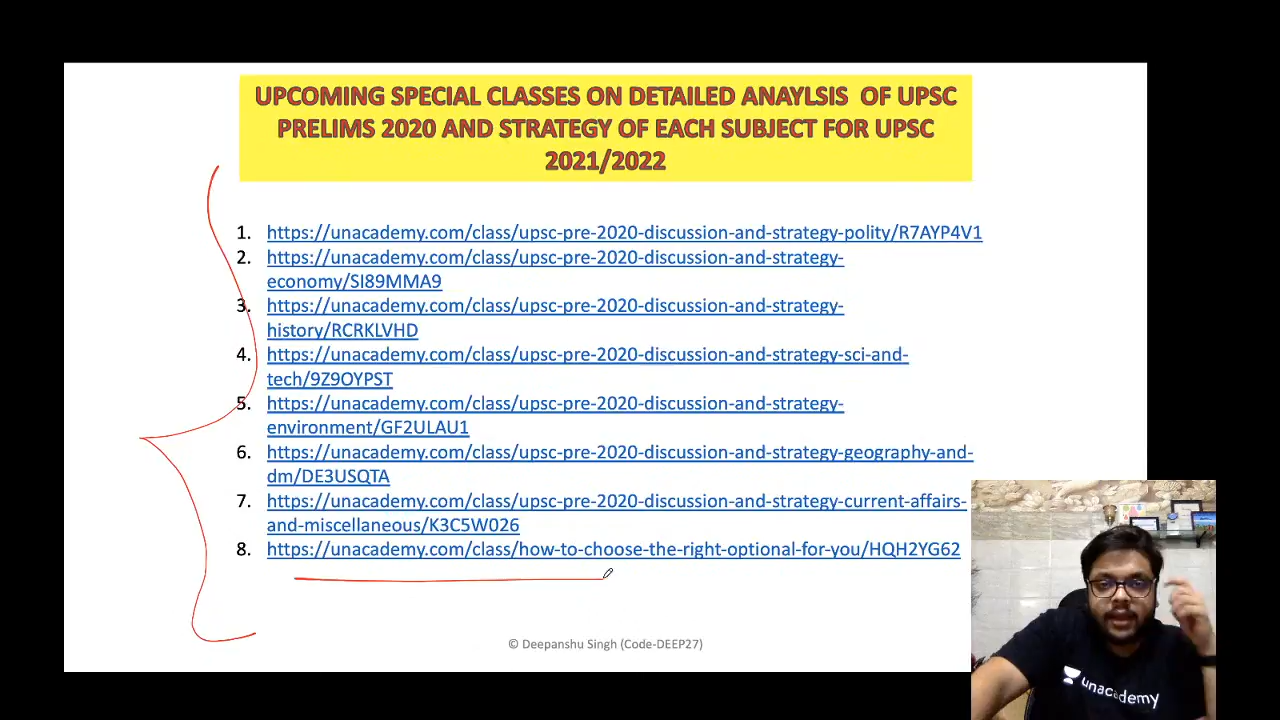 UPCOMING SPECIAL CLASSES ON DETAILED ANAYLSIS OF UPSC
PRELIMS 2020 AND STRATEGY OF EACH SUBJECT FOR UPSC
2021/2022
1. https://unacademy.com/class/upsc-pre-2020-discussion-and-strategy-polity/R7AYP4V1
2. https://unacademy.com/class/upsc-pre-2020-discussion-and-strategy-
economy/SI89MMA9
3. https://unacademy.com/class/upsc-pre-2020-discussion-and-strategy-
history/RCRKLVHD
4. https://unacademy.com/class/upsc-pre-2020-discussion-and-strategy-sci-and-
tech/9Z9OYPST
5. https://unacademy.com/class/upsc-pre-2020-discussion-and-strategy-
environment/GF2ULAU1
6. https://unacademy.com/class/upsc-pre-2020-discussion-and-strategy-geography-and-
dm/DE3USQTA
7. https://unacademy.com/class/upsc-pre-2020-discussion-and-strategy-current-affairs-
and-miscellaneous/K3C5W026
8. https://unacademy.com/class/how-to-choose-the-right-optional-for-you/HQH2YG62
© Deepanshu Singh (Code-DEEP27)
unacademy